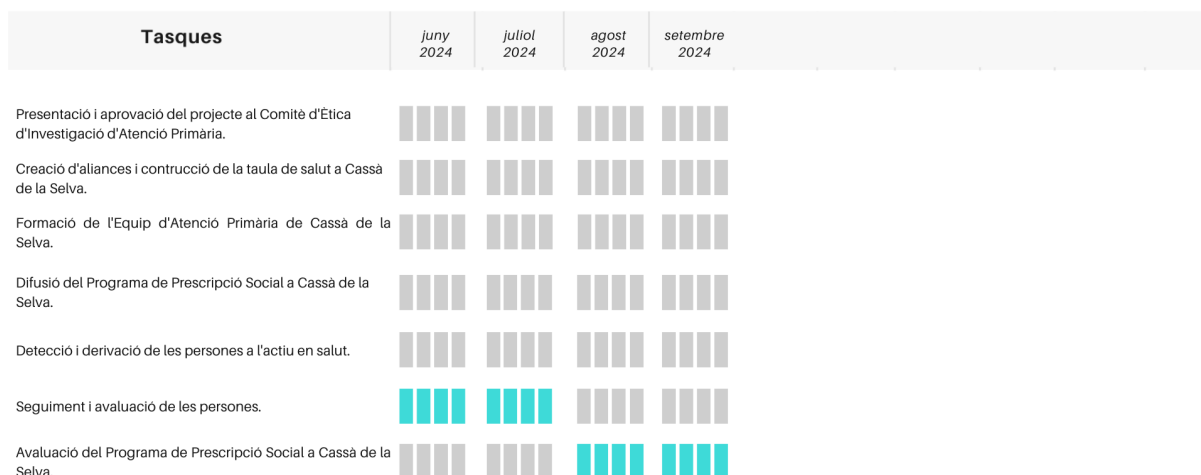 Tasques
juny
2024
juliol
2024
agost
2024
setembre
2024
Presentació i aprovació del projecte al Comitè d'Ètica
d'Investigació d'Atenció Primària.
Creació d'aliances i contrucció de la taula de salut a Cassà
de la Selva.
Formació de l'Equip d'Atenció Primària de Cassà de la
Selva.
Difusió del Programa de Prescripció Social a Cassà de la
Selva.
Detecció i derivació de les persones a l'actiu en salut.
Seguiment i avaluació de les persones.
Avaluació del Programa de Prescripció Social a Cassà de la
Selva